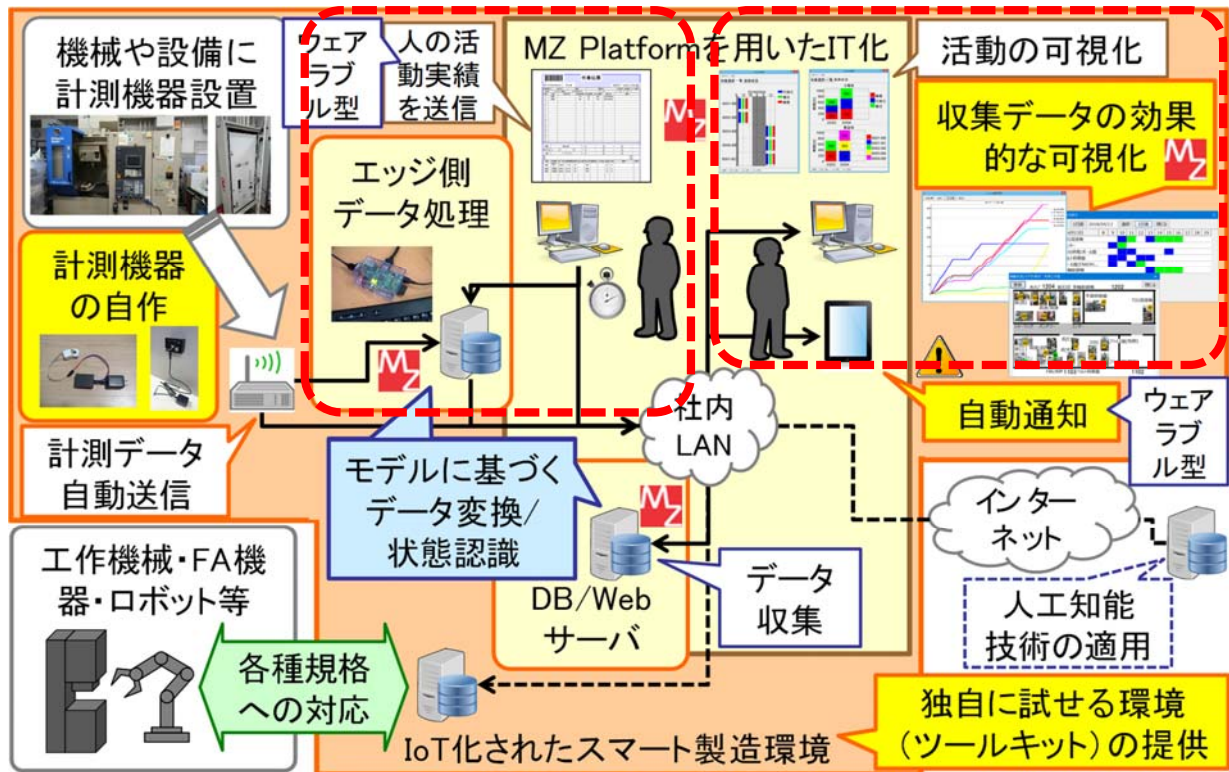 機械や設備に
計測機器設置
ウェア
ラブ
ル型
人の活
動実績
を送信
MZ Platformを用いたIT化
活動の可視化
収集データの効果
的な可視化
MZ
MZ
エッジ側
データ処理
計測機器
の自作
MZ
社内
LAN
自動通知
ウェア
ラブ
ル型
計測データ
自動送信
モデルに基づく
データ変換/
状態認識
MZ
インター
ネット
工作機械・FA機
器・ロボット等
DB/Web
サーバ
データ
収集
人工知能
技術の適用
各種規格
への対応
独自に試せる環境
(ツールキット)の提供
IoT化されたスマート製造環境